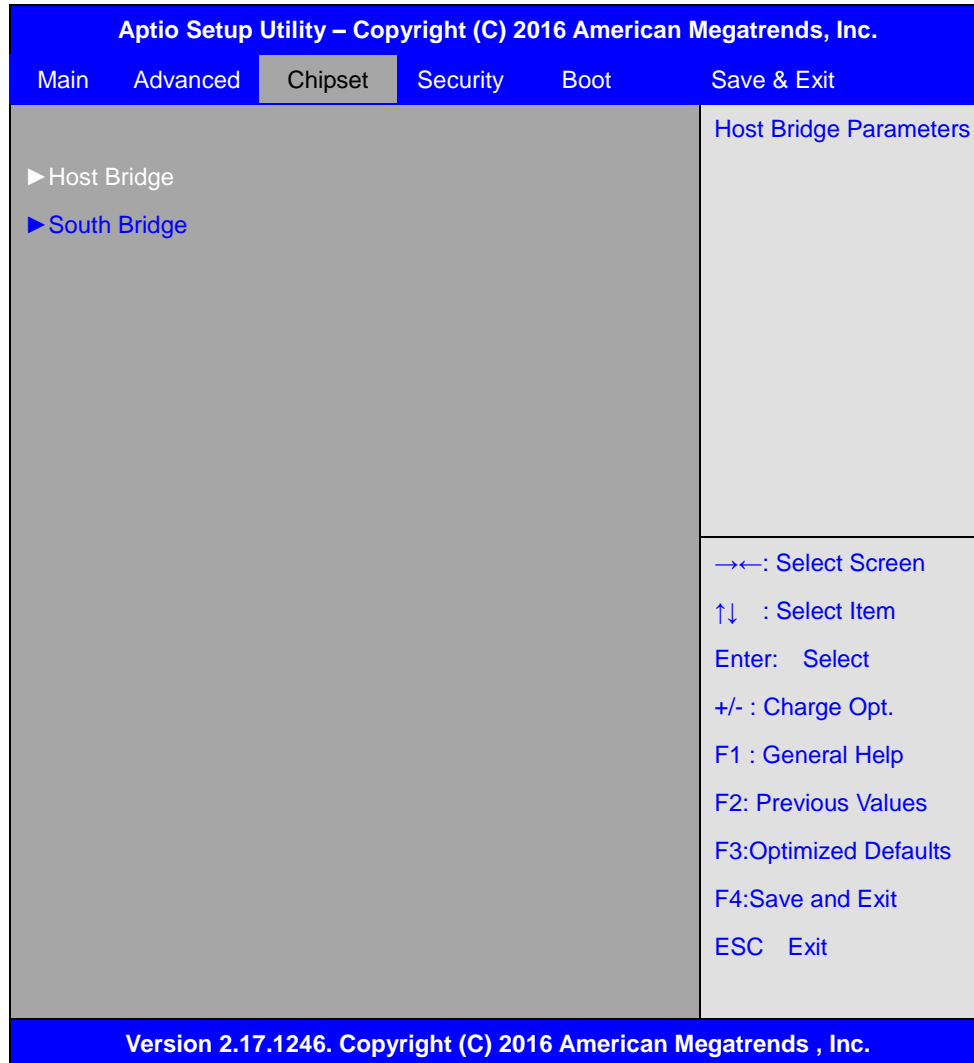 Aptio Setup Utility – Copyright (C) 2016 American Megatrends, Inc.
Main Advanced Chipset Security Boot Save & Exit
►Host Bridge
►South Bridge
Host Bridge Parameters
→←: Select Screen
↑↓ : Select Item
Enter: Select
+/- : Charge Opt.
F1 : General Help
F2: Previous Values
F3:Optimized Defaults
F4:Save and Exit
ESC Exit
Version 2.17.1246. Copyright (C) 2016 American Megatrends , Inc.